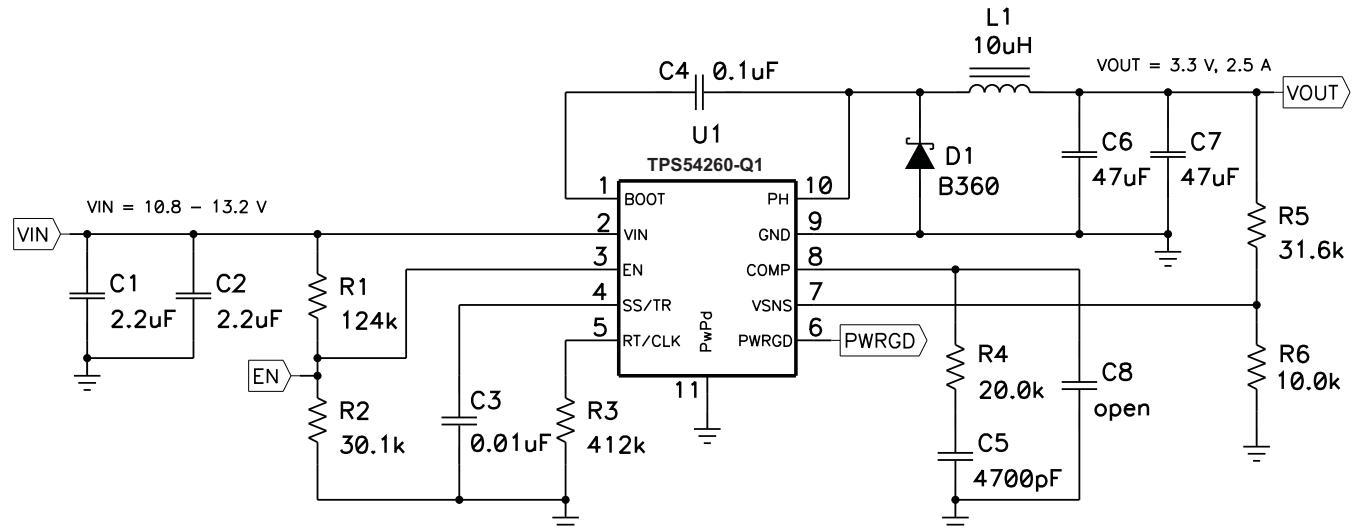 L1
10uH
VOUT = 3.3 V, 2.5 A
VOUT
C4 0.1uF
U1
TPS54260-Q1
D1
B360
C6
47uF
C7
47uF
1 BOOT
PH 10
VIN = 10.8 – 13.2 V
VIN
2 VIN
GND 9
3 EN
COMP 8
4 SS/TR
VSNS 7
5 RT/CLK
PWRGD 6
PWRGD
PwPd
11
C1
2.2uF
C2
2.2uF
R1
124k
EN
R2
30.1k
C3
0.01uF
R3
412k
R4
20.0k
C8
open
C5
4700pF
R5
31.6k
R6
10.0k